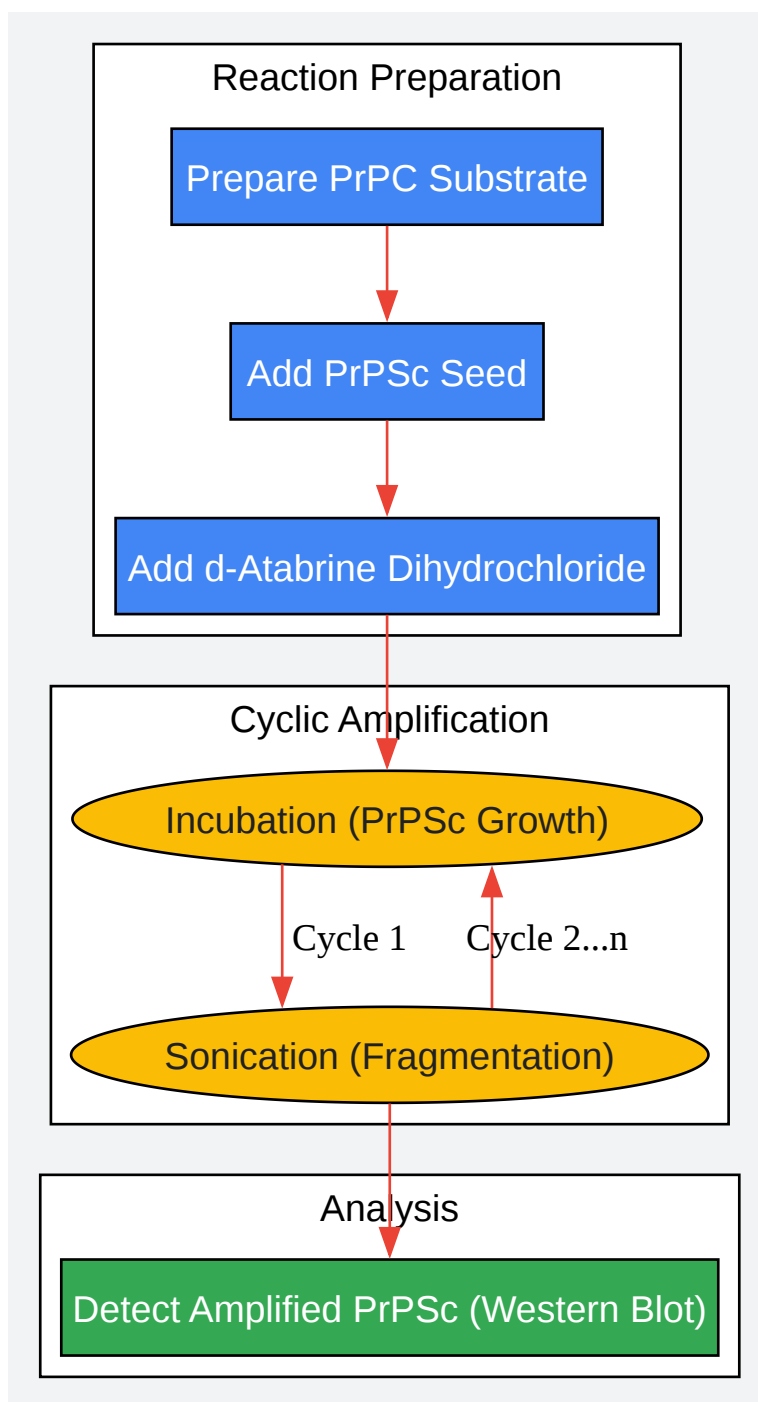 Reaction Preparation
Prepare PrPC Substrate
Add PrPSc Seed
Add d-Atabrine Dihydrochloride
Cyclic Amplification
Incubation (PrPSc Growth)
Cycle 1
Cycle 2...n
Sonication (Fragmentation)
Analysis
Detect Amplified PrPSc (Western Blot)